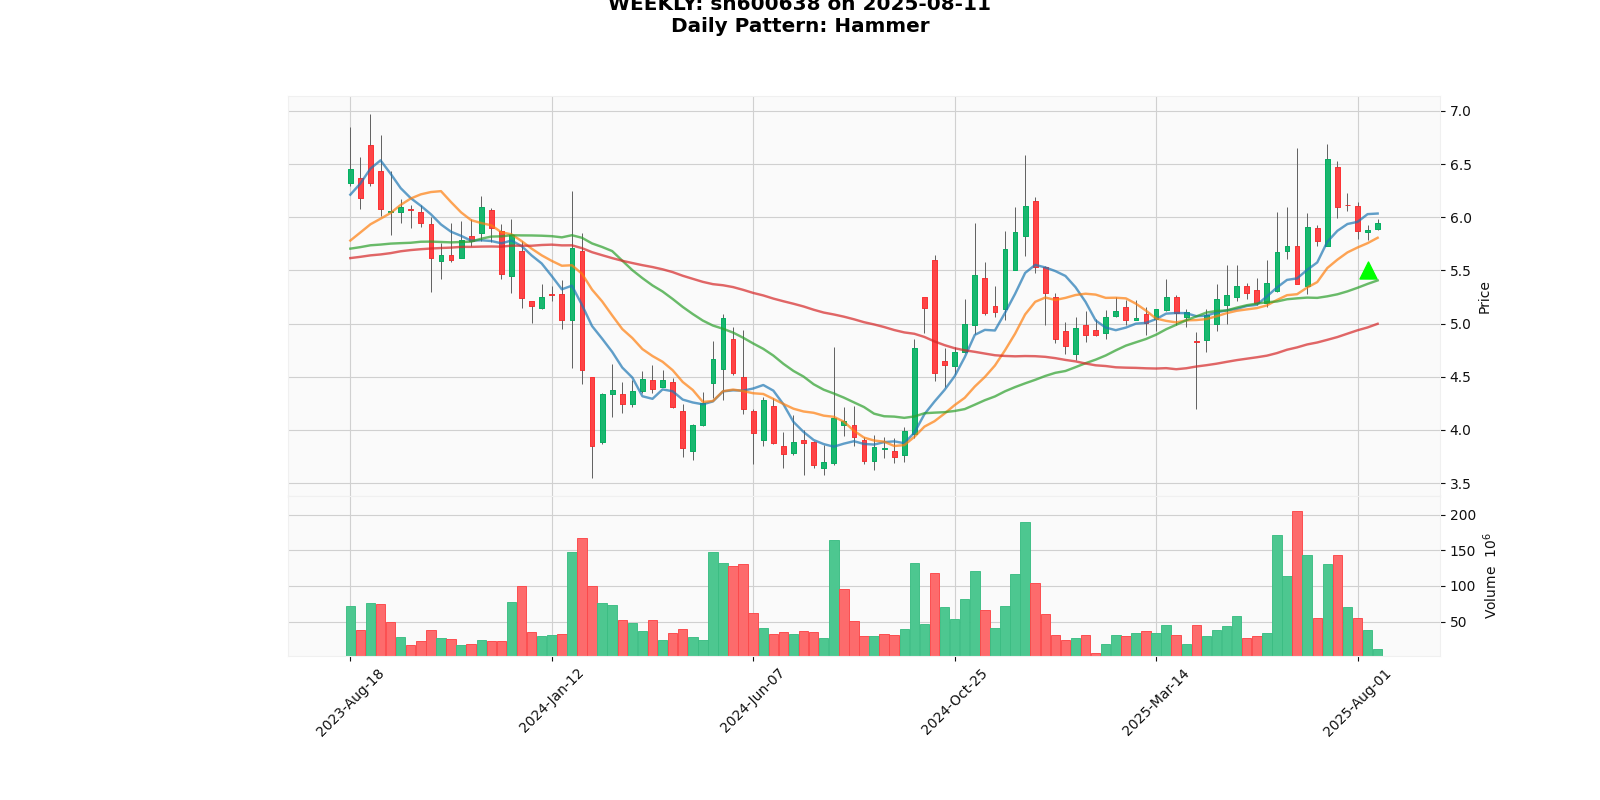 WEEKLY: sh600638 on 2025-08-11
Daily Pattern: Hammer
7.0
6.5
6.0
5.5
5.0
4.5
4.0
3.5
Price
200
150
100
50
Volume 10⁶
2023-Aug-18
2024-Jan-12
2024-Jun-07
2024-Oct-25
2025-Mar-14
2025-Aug-01